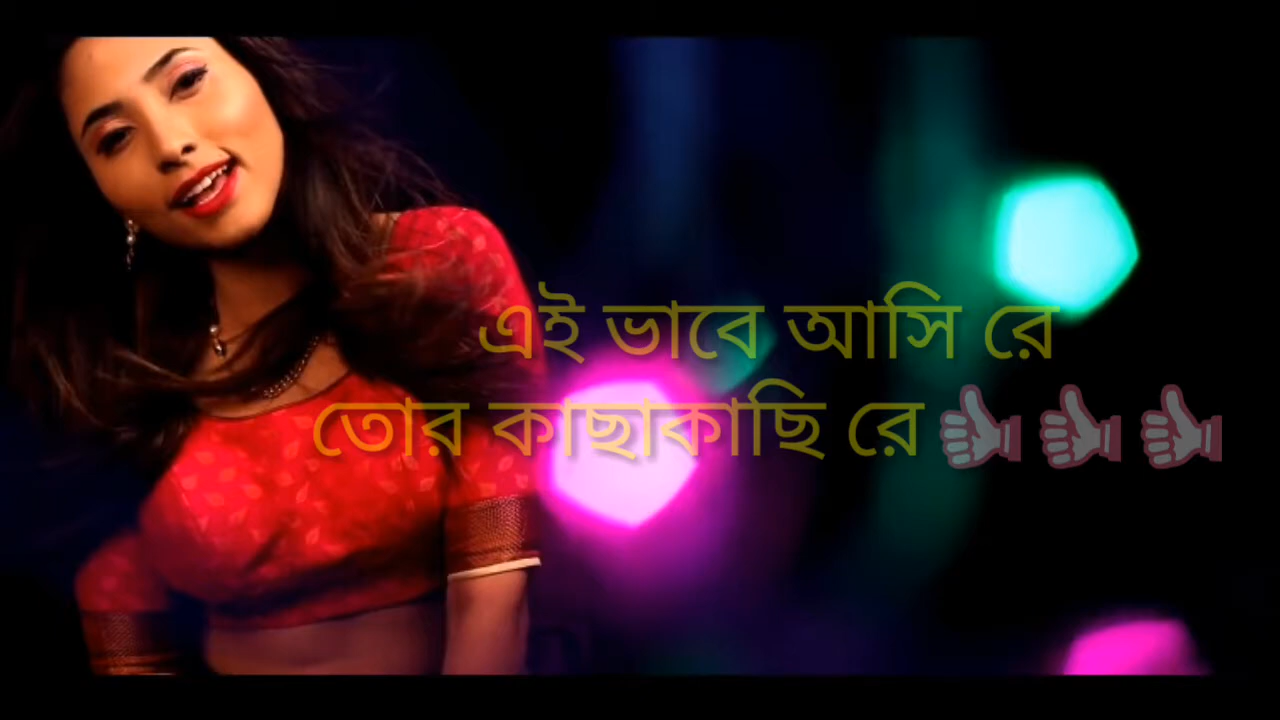 এই ভাবে আসি রে
তোর কাছাকাছি রে 👍👍👍